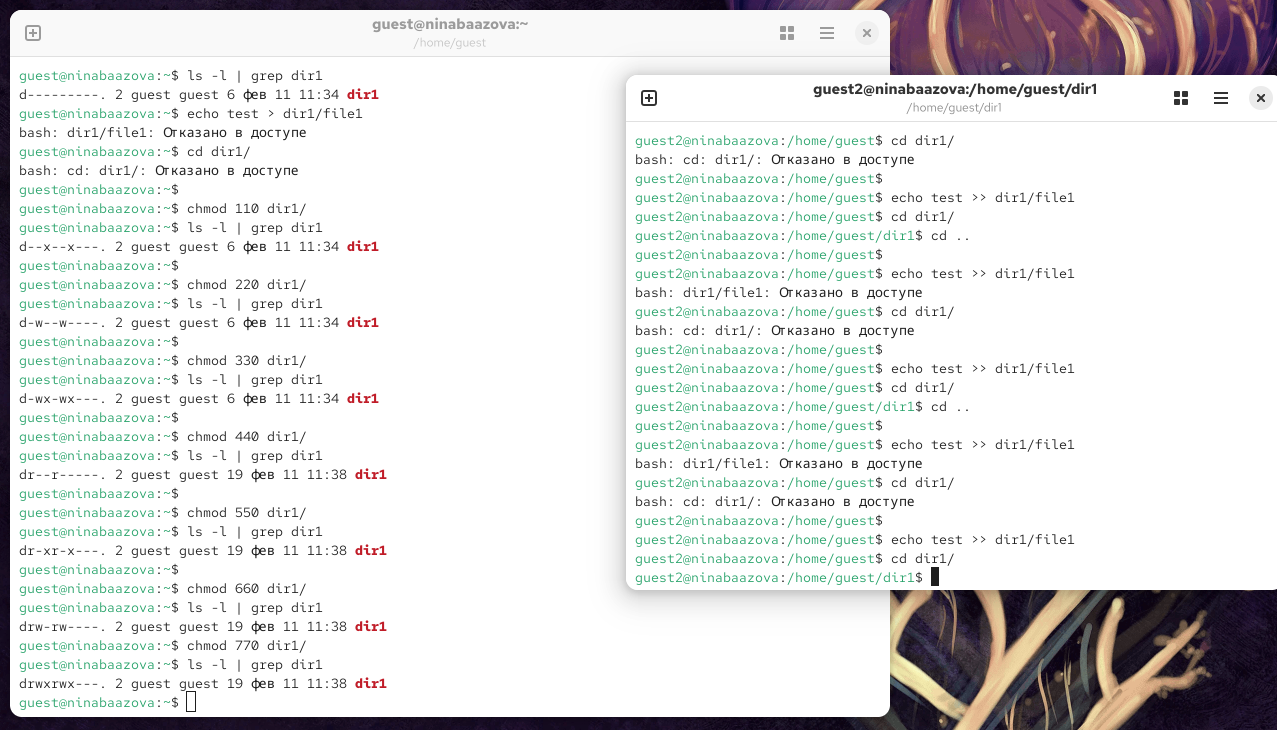 guest@ninabaazova:~
/home/guest
guest@ninabaazova:~$ ls -l | grep dir1
d---------. 2 guest guest 6 фев 11 11:34 dir1
guest@ninabaazova:~$ echo test > dir1/file1
bash: dir1/file1: Отказано в доступе
guest@ninabaazova:~$ cd dir1/
bash: cd: dir1/: Отказано в доступе
guest@ninabaazova:~$
guest@ninabaazova:~$ chmod 110 dir1/
guest@ninabaazova:~$ ls -l | grep dir1
d--x--x---. 2 guest guest 6 фев 11 11:34 dir1
guest@ninabaazova:~$
guest@ninabaazova:~$ chmod 220 dir1/
guest@ninabaazova:~$ ls -l | grep dir1
d-w--w----. 2 guest guest 6 фев 11 11:34 dir1
guest@ninabaazova:~$
guest@ninabaazova:~$ chmod 330 dir1/
guest@ninabaazova:~$ ls -l | grep dir1
d-wx-wx---. 2 guest guest 6 фев 11 11:34 dir1
guest@ninabaazova:~$
guest@ninabaazova:~$ chmod 440 dir1/
guest@ninabaazova:~$ ls -l | grep dir1
dr--r-----. 2 guest guest 19 фев 11 11:38 dir1
guest@ninabaazova:~$
guest@ninabaazova:~$ chmod 550 dir1/
guest@ninabaazova:~$ ls -l | grep dir1
dr-xr-x---. 2 guest guest 19 фев 11 11:38 dir1
guest@ninabaazova:~$
guest@ninabaazova:~$ chmod 660 dir1/
guest@ninabaazova:~$ ls -l | grep dir1
drw-rw----. 2 guest guest 19 фев 11 11:38 dir1
guest@ninabaazova:~$ chmod 770 dir1/
guest@ninabaazova:~$ ls -l | grep dir1
drwxrwx---. 2 guest guest 19 фев 11 11:38 dir1
guest@ninabaazova:~$
guest2@ninabaazova:/home/guest/dir1
/home/guest/dir1
guest2@ninabaazova:/home/guest$ cd dir1/
bash: cd: dir1/: Отказано в доступе
guest2@ninabaazova:/home/guest$
guest2@ninabaazova:/home/guest$ echo test >> dir1/file1
guest2@ninabaazova:/home/guest$ cd dir1/
guest2@ninabaazova:/home/guest/dir1$ cd ..
guest2@ninabaazova:/home/guest$
guest2@ninabaazova:/home/guest$ echo test >> dir1/file1
bash: dir1/file1: Отказано в доступе
guest2@ninabaazova:/home/guest$ cd dir1/
bash: cd: dir1/: Отказано в доступе
guest2@ninabaazova:/home/guest$
guest2@ninabaazova:/home/guest$ echo test >> dir1/file1
guest2@ninabaazova:/home/guest$ cd dir1/
guest2@ninabaazova:/home/guest/dir1$ cd ..
guest2@ninabaazova:/home/guest$
guest2@ninabaazova:/home/guest$ echo test >> dir1/file1
bash: dir1/file1: Отказано в доступе
guest2@ninabaazova:/home/guest$ cd dir1/
bash: cd: dir1/: Отказано в доступе
guest2@ninabaazova:/home/guest$
guest2@ninabaazova:/home/guest$ echo test >> dir1/file1
guest2@ninabaazova:/home/guest$ cd dir1/
guest2@ninabaazova:/home/guest/dir1$